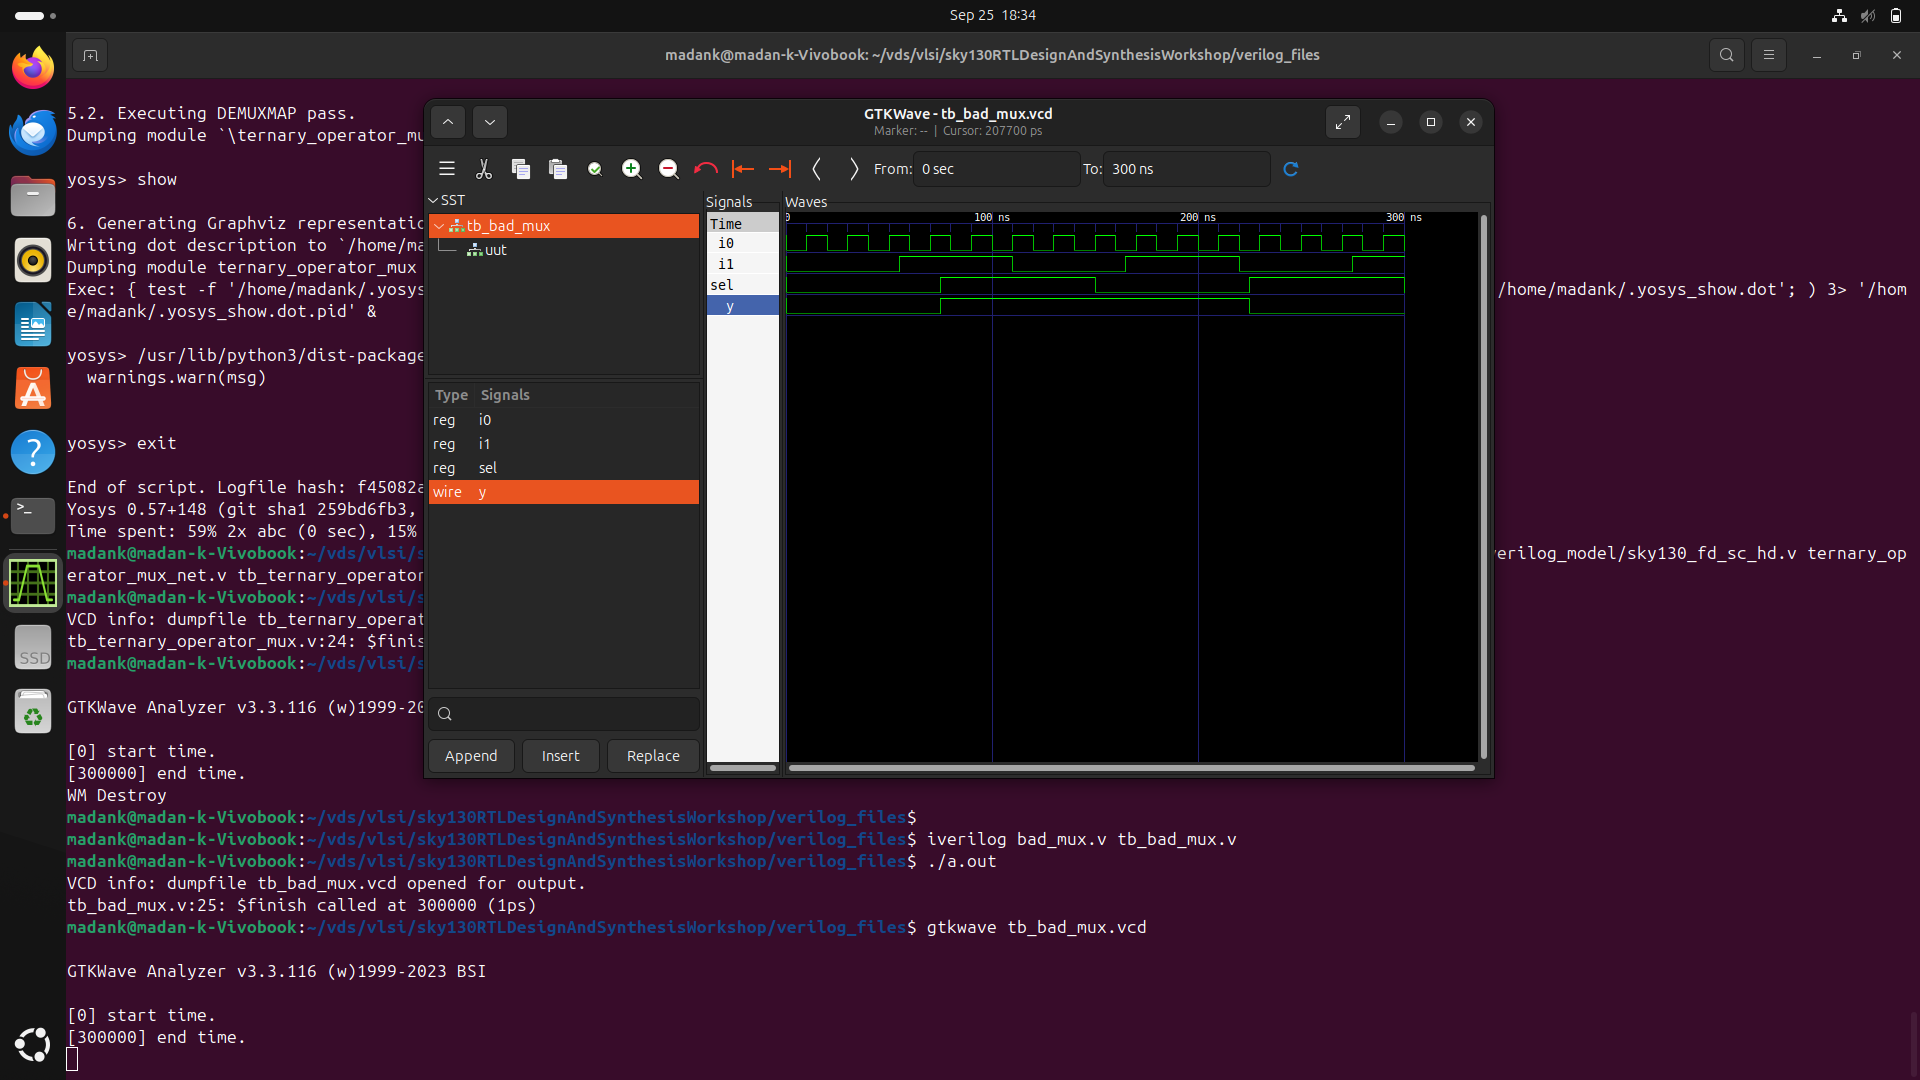 Sep 25 18:34
madank@madan-k-Vivobook: ~/vds/vlsi/sky130RTLDesignAndSynthesisWorkshop/verilog_files
5.2. Executing DEMUXMAP pass.
Dumping module `\ternary_operator_mu
yosys> show
6. Generating Graphviz representatio
Writing dot description to `/home/ma
Dumping module ternary_operator_mux
Exec: { test -f '/home/madank/.yosys
/home/madank/.yosys_show.dot'; ) 3> '/hom
e/madank/.yosys_show.dot.pid' &
yosys> /usr/lib/python3/dist-package
warnings.warn(msg)
yosys> exit
End of script. Logfile hash: f45082a
Yosys 0.57+148 (git sha1 259bd6fb3,
Time spent: 59% 2x abc (0 sec), 15%
madank@madan-k-Vivobook:~/vds/vlsi/s
verilog_model/sky130_fd_sc_hd.v ternary_op
erator_mux_net.v tb_ternary_operator
madank@madan-k-Vivobook:~/vds/vlsi/s
VCD info: dumpfile tb_ternary_operat
tb_ternary_operator_mux.v:24: $finis
madank@madan-k-Vivobook:~/vds/vlsi/s
GTKWave Analyzer v3.3.116 (w)1999-20
[0] start time.
[300000] end time.
WM Destroy
madank@madan-k-Vivobook:~/vds/vlsi/sky130RTLDesignAndSynthesisWorkshop/verilog_files$
madank@madan-k-Vivobook:~/vds/vlsi/sky130RTLDesignAndSynthesisWorkshop/verilog_files$ iverilog bad_mux.v tb_bad_mux.v
madank@madan-k-Vivobook:~/vds/vlsi/sky130RTLDesignAndSynthesisWorkshop/verilog_files$ ./a.out
VCD info: dumpfile tb_bad_mux.vcd opened for output.
tb_bad_mux.v:25: $finish called at 300000 (1ps)
madank@madan-k-Vivobook:~/vds/vlsi/sky130RTLDesignAndSynthesisWorkshop/verilog_files$ gtkwave tb_bad_mux.vcd
GTKWave Analyzer v3.3.116 (w)1999-2023 BSI
[0] start time.
[300000] end time.
GTKWave - tb_bad_mux.vcd
Marker: -- | Cursor: 207700 ps
From: 0 sec To: 300 ns
SST
tb_bad_mux
uut
Type Signals
reg i0
reg i1
reg sel
wire y
Append Insert Replace
Signals
Time
i0
i1
sel
y
Waves
0 100 ns 200 ns 300 ns
SSD